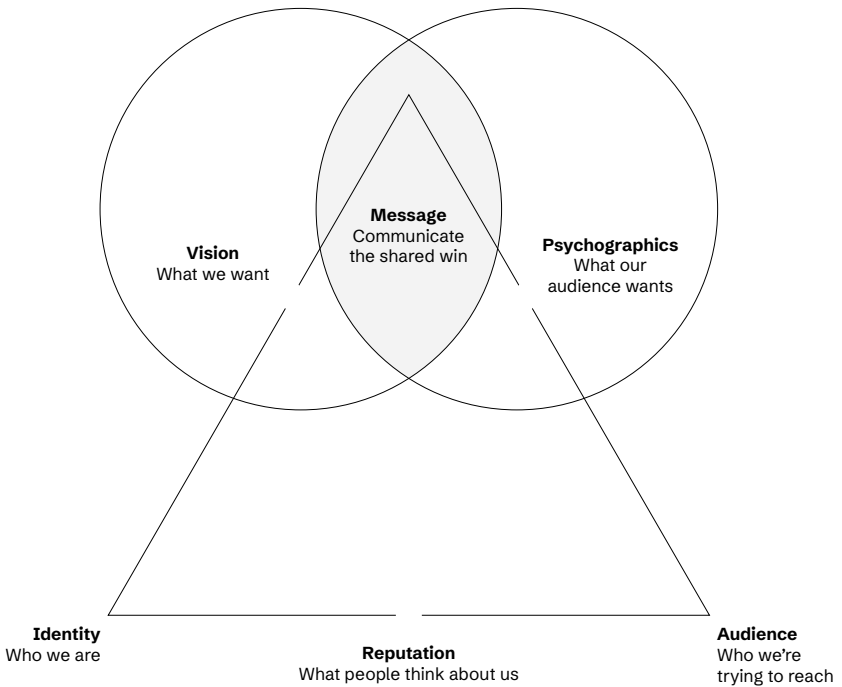 Message
Communicate
the shared win
Vision
What we want
Psychographics
What our
audience wants
Identity
Who we are
Reputation
What people think about us
Audience
Who we’re
trying to reach